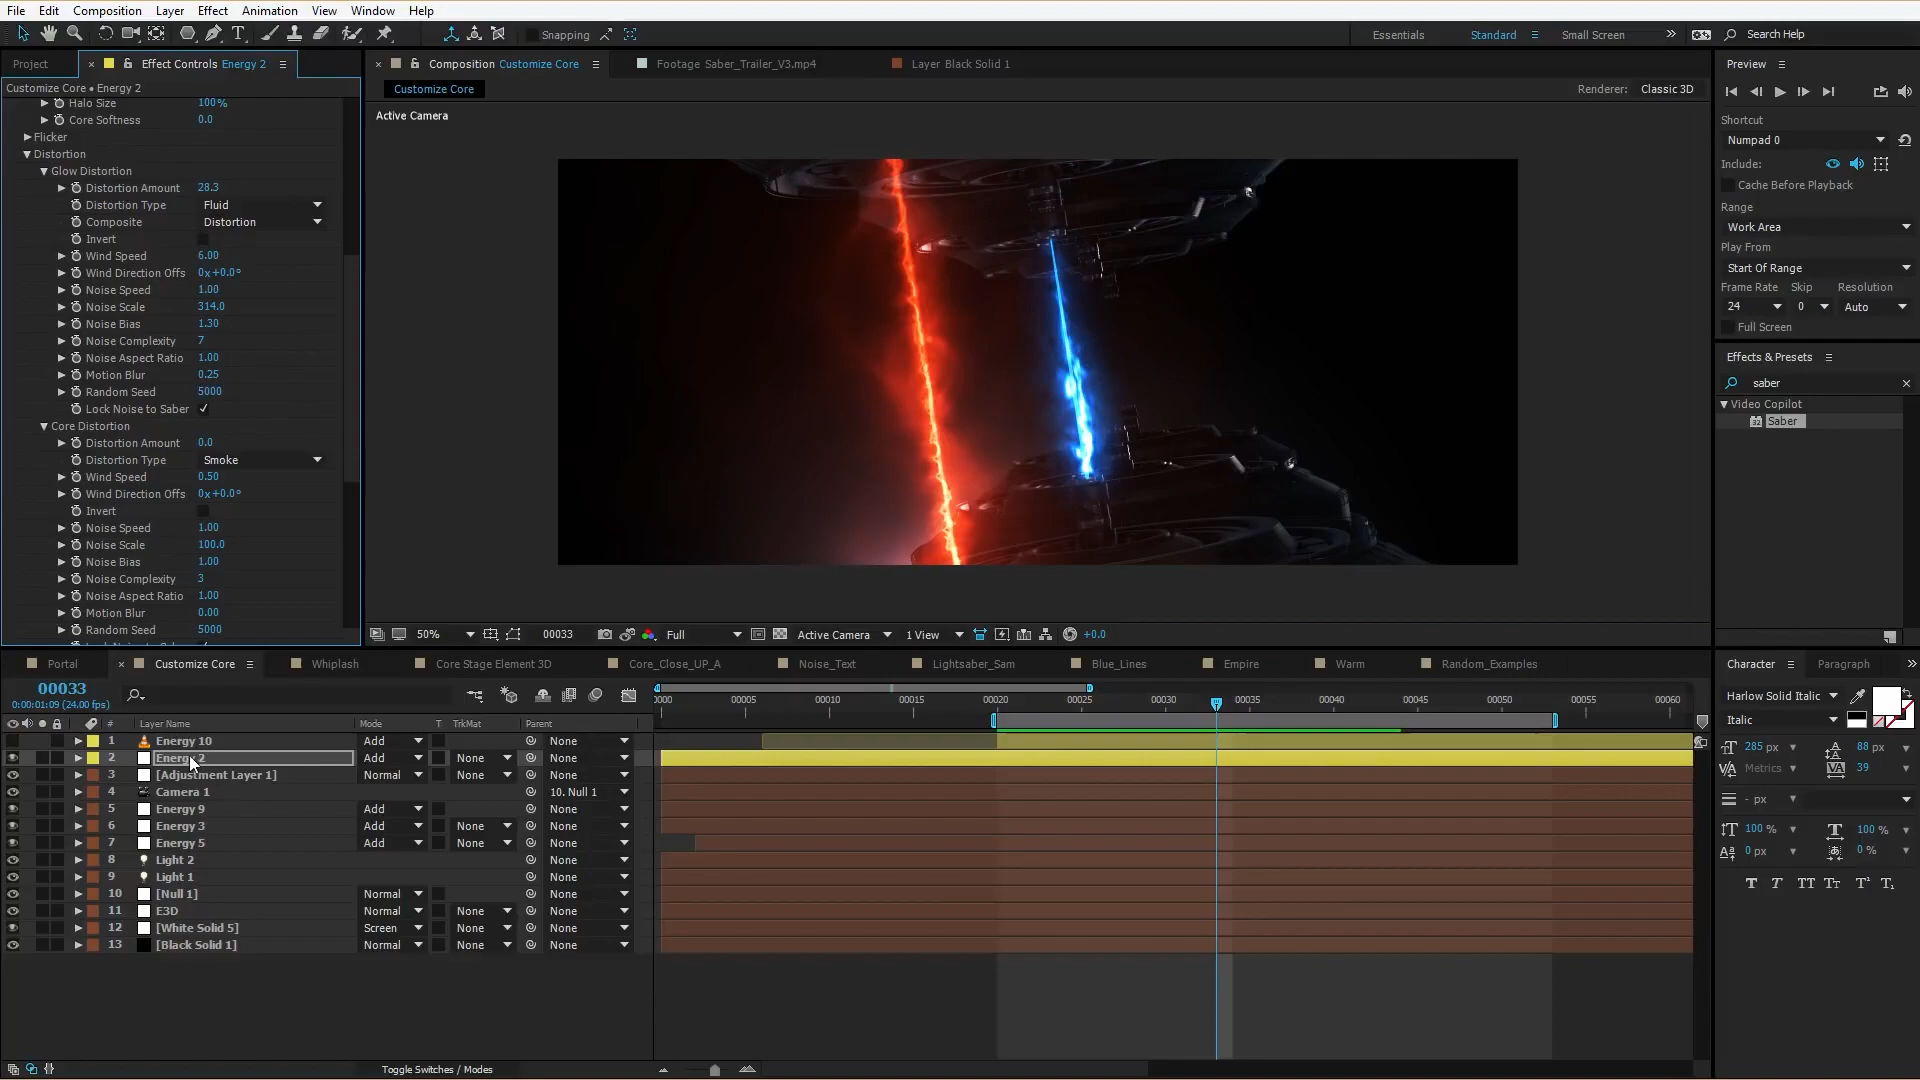 File Edit Composition Layer Effect Animation View Window Help
Snapping Essentials Standard Small Screen Search Help
Project Effect Controls Energy 2
Customize Core • Energy 2
Halo Size 100%
Core Softness 0.0
Flicker
Distortion
Glow Distortion
Distortion Amount 28.3
Distortion Type Fluid
Composite Distortion
Invert
Wind Speed 6.00
Wind Direction Offs 0x+0.0°
Noise Speed 1.00
Noise Scale 314.0
Noise Bias 1.30
Noise Complexity 7
Noise Aspect Ratio 1.00
Motion Blur 0.25
Random Seed 5000
Lock Noise to Saber
Core Distortion
Distortion Amount 0.0
Distortion Type Smoke
Wind Speed 0.50
Wind Direction Offs 0x+0.0°
Invert
Noise Speed 1.00
Noise Scale 100.0
Noise Bias 1.00
Noise Complexity 3
Noise Aspect Ratio 1.00
Motion Blur 0.00
Random Seed 5000
Composition Customize Core Footage Saber_Trailer_V3.mp4 Layer Black Solid 1
Customize Core Renderer: Classic 3D
Active Camera
50% 00033 Full Active Camera 1 View +0.0
Preview
Shortcut
Numpad 0
Include:
Cache Before Playback
Range
Work Area
Play From
Start Of Range
Frame Rate Skip Resolution
24 0 Auto
Full Screen
Effects & Presets
saber
Video Copilot
32 Saber
Portal Customize Core Whiplash Core Stage Element 3D Core_Close_UP_A Noise_Text Lightsaber_Sam Blue_Lines Empire Warm Random_Examples
00033
0:00:01:09 (24.00 fps)
0000 00005 00010 00015 00020 00025 00030 00035 00040 00045 00050 00055 00060
# Layer Name Mode T TrkMat Parent
1 Energy 10 Add None
2 Energy 2 Add None None
3 [Adjustment Layer 1] Normal None None
4 Camera 1 10. Null 1
5 Energy 9 Add None
6 Energy 3 Add None None
7 Energy 5 Add None None
8 Light 2 None
9 Light 1 None
10 [Null 1] Normal None
11 E3D Normal None None
12 [White Solid 5] Screen None None
13 [Black Solid 1] Normal None None
Toggle Switches / Modes
Character Paragraph
Harlow Solid Italic
Italic
285 px 88 px
Metrics 39
- px
100 % 100 %
0 px 0 %
T T TT Tt T¹ T₁